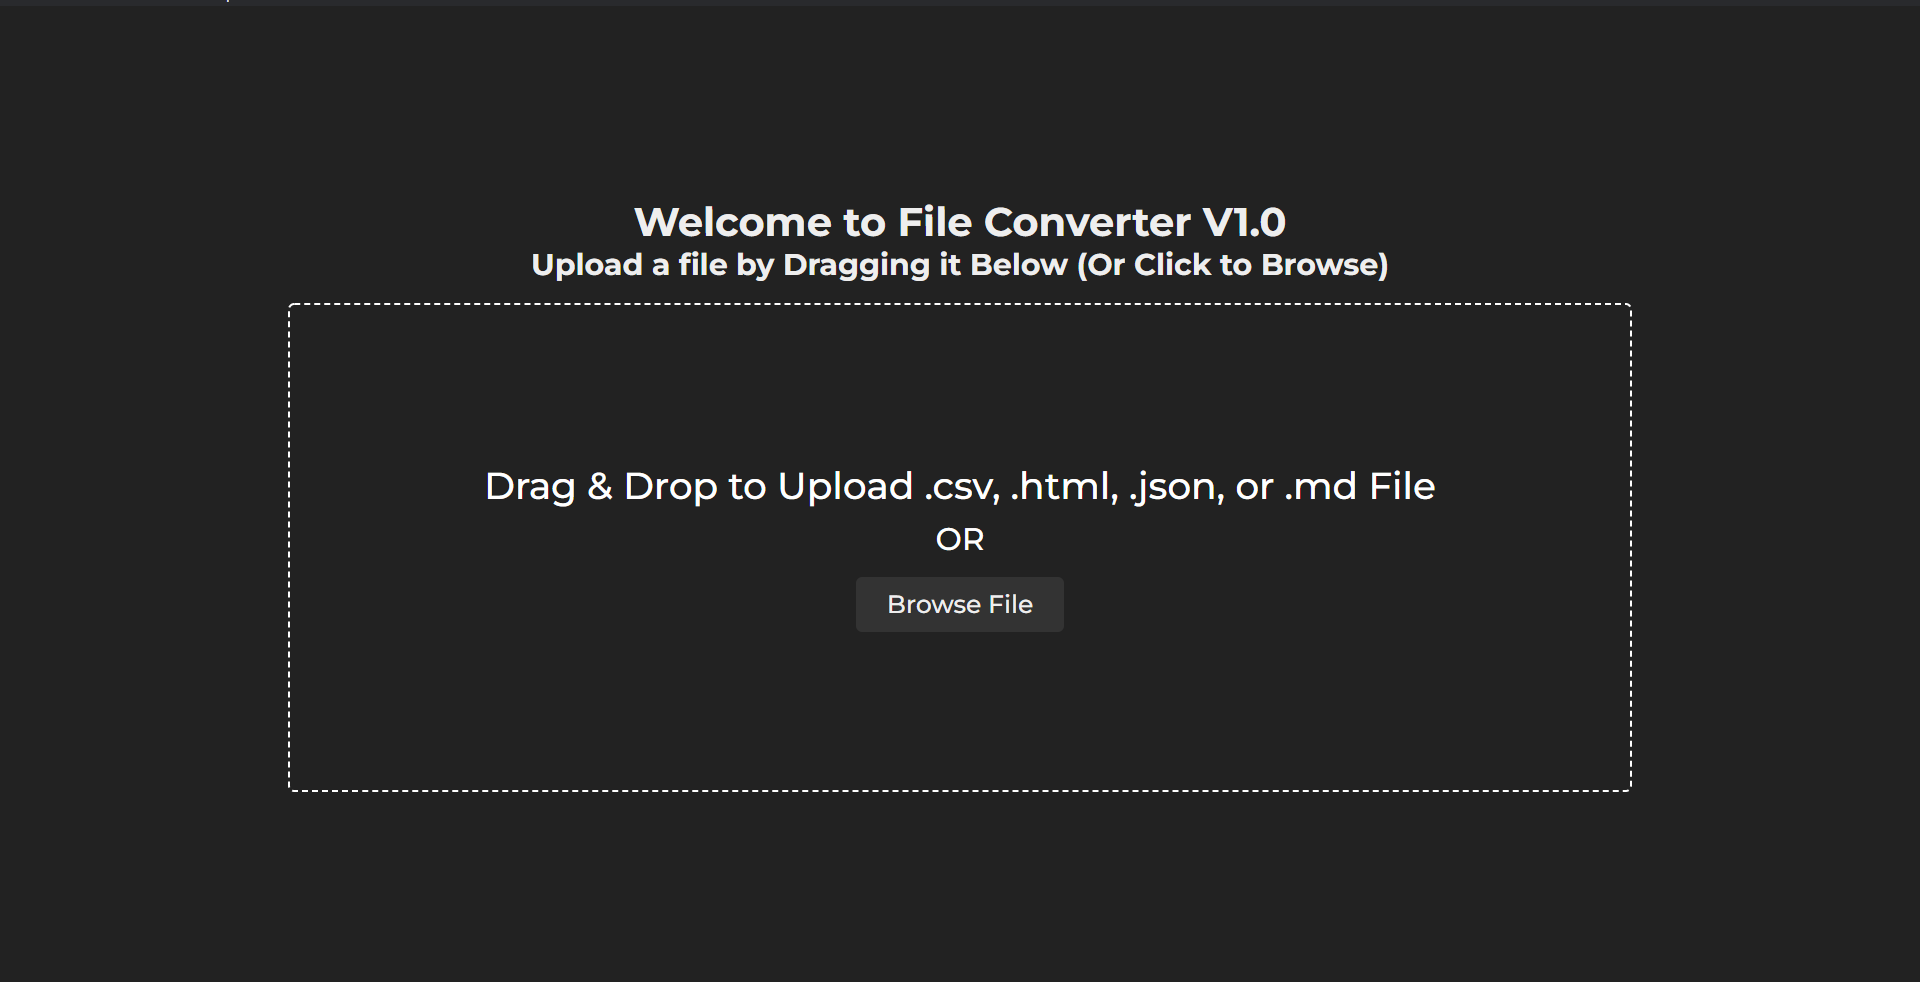 Welcome to File Converter V1.0
Upload a file by Dragging it Below (Or Click to Browse)
Drag & Drop to Upload .csv, .html, .json, or .md File
OR
Browse File